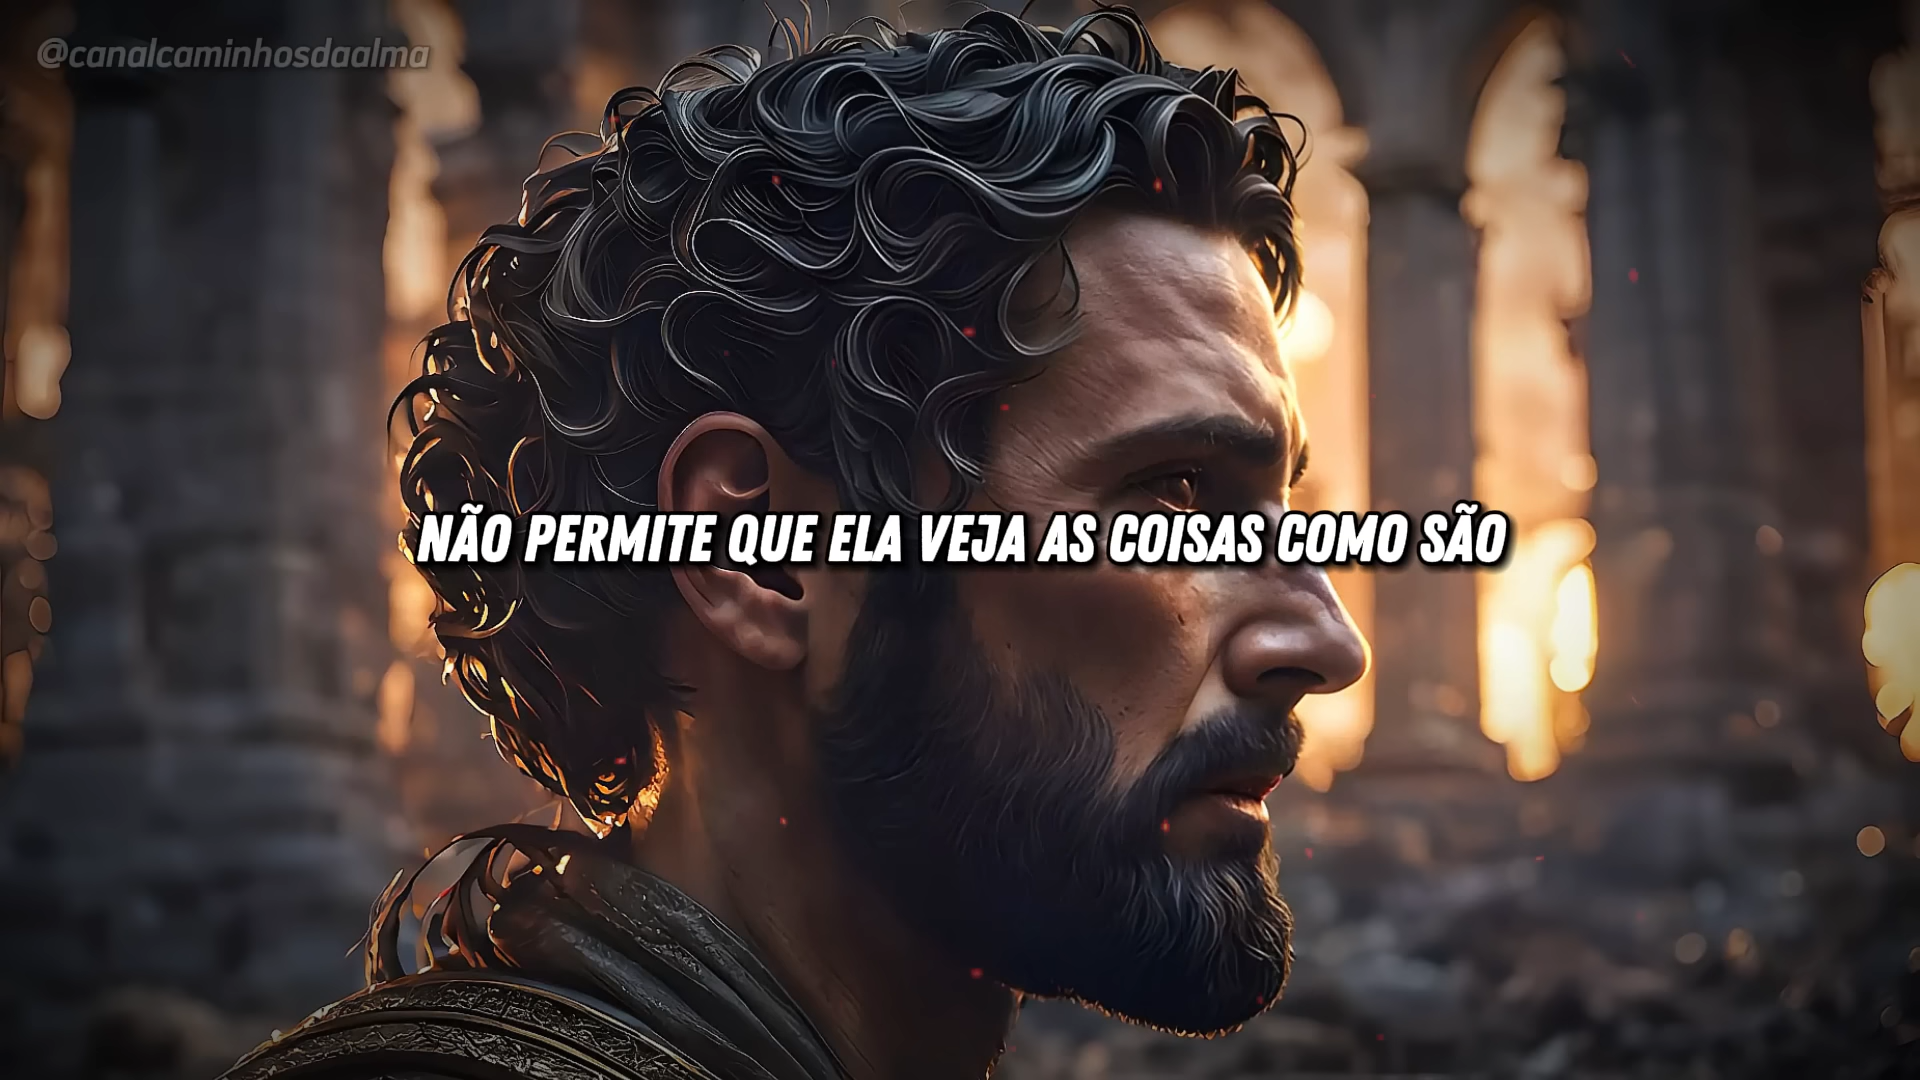 @canalcaminhosdaalma
NÃO PERMITE QUE ELA VEJA AS COISAS COMO SÃO